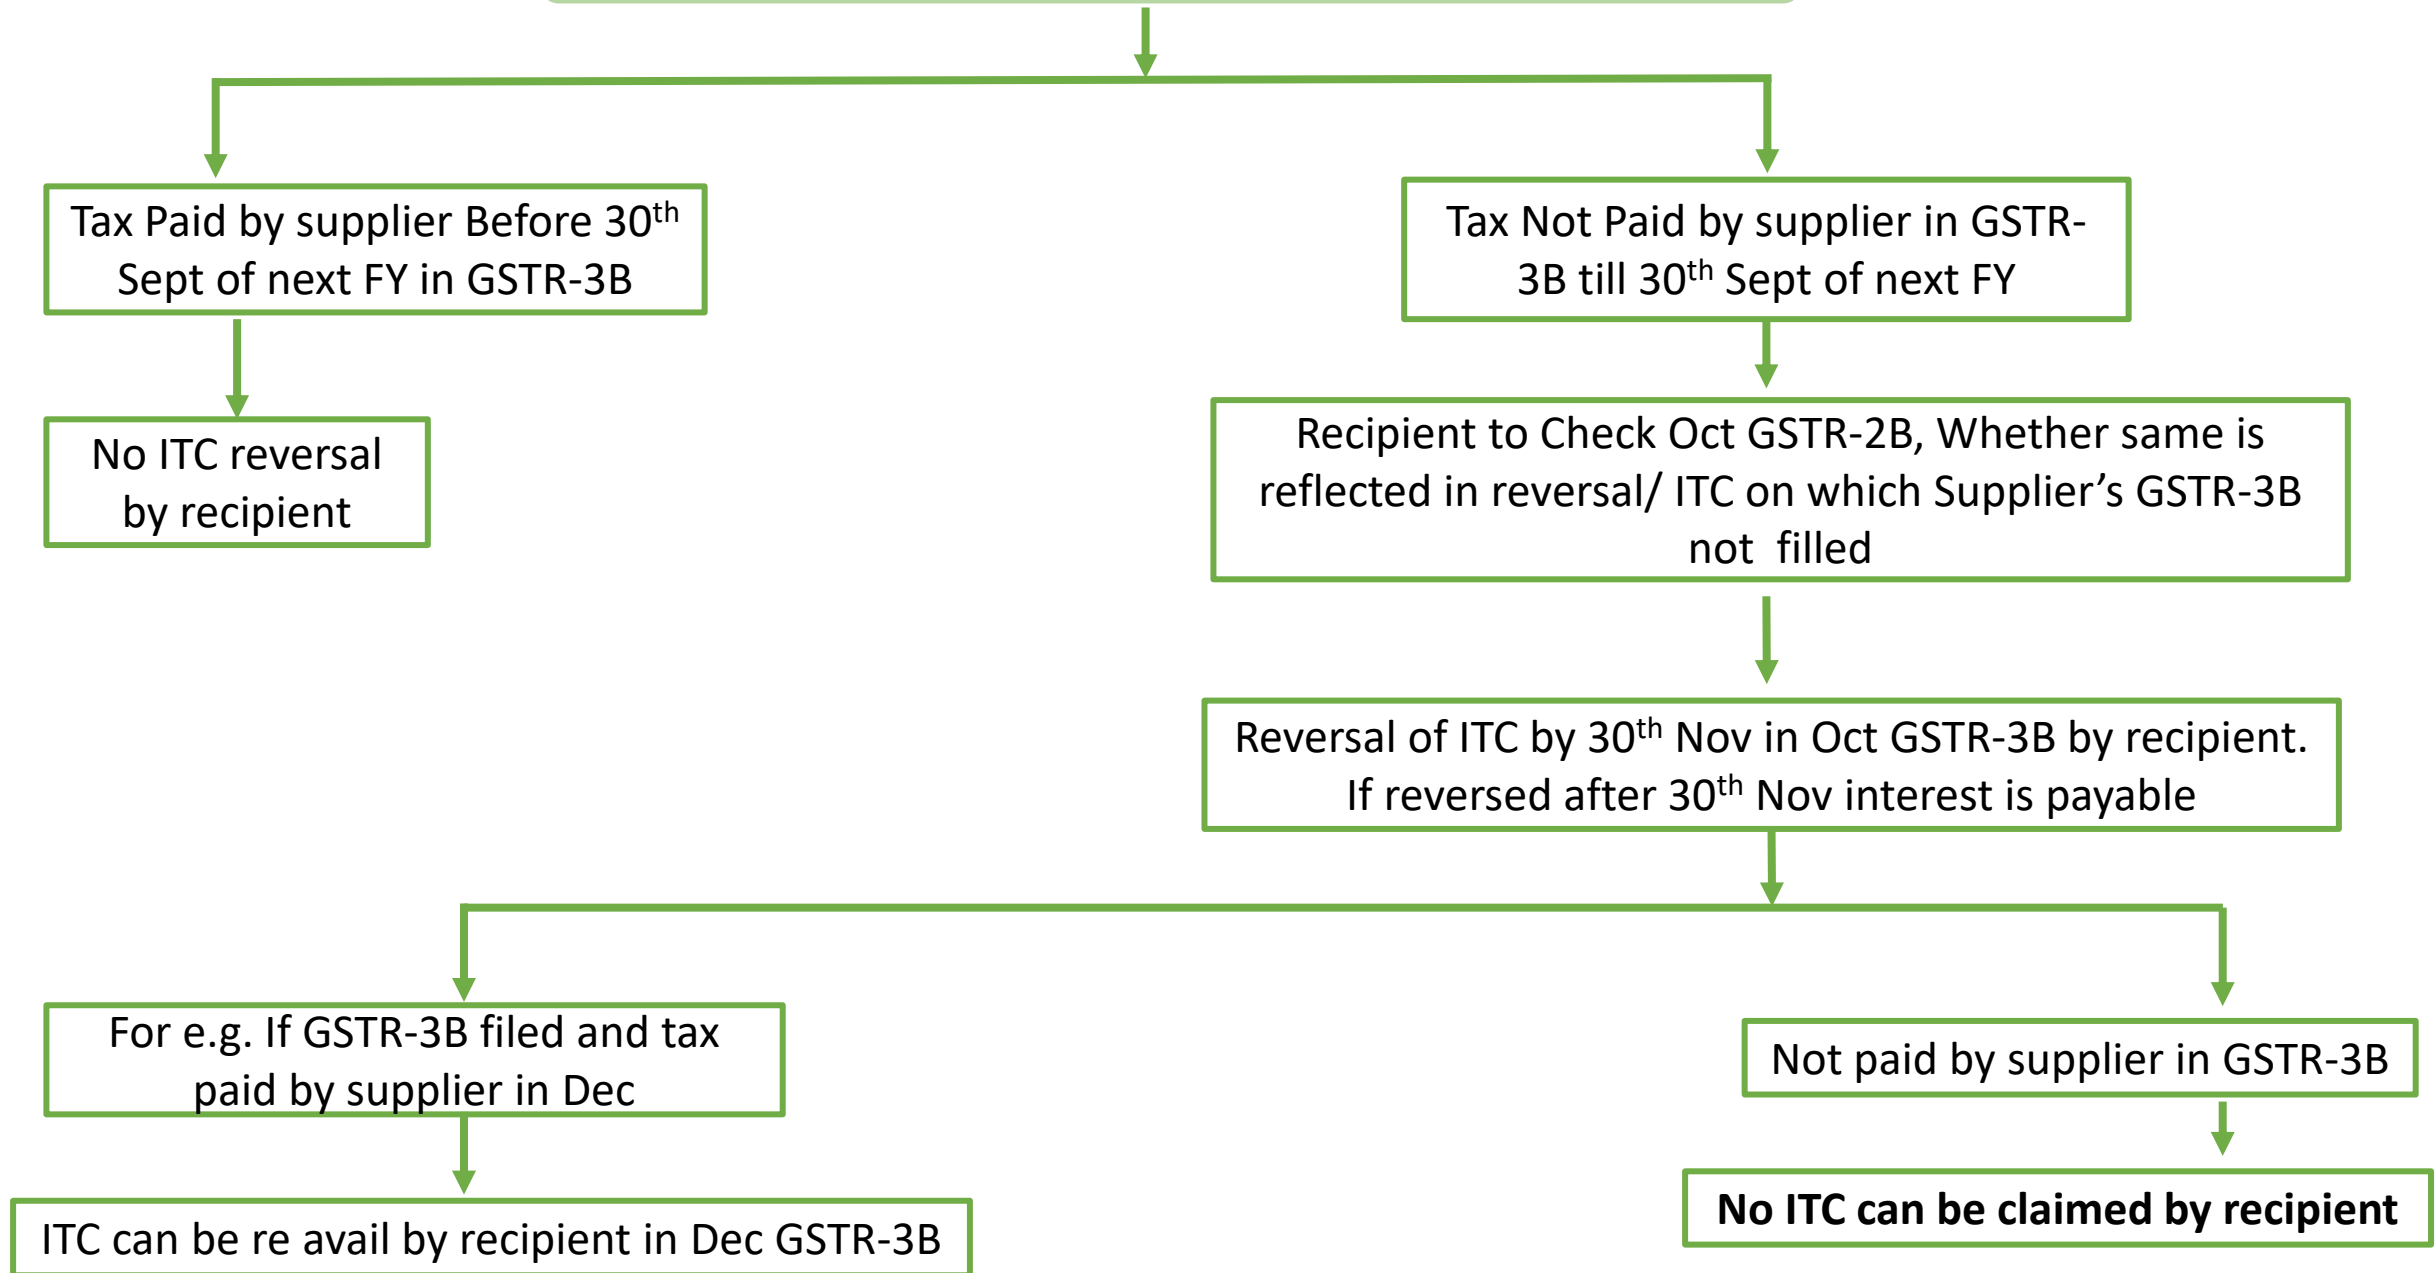 Tax Paid by supplier Before 30th
Sept of next FY in GSTR-3B
Tax Not Paid by supplier in GSTR-
3B till 30th Sept of next FY
No ITC reversal
by recipient
Recipient to Check Oct GSTR-2B, Whether same is
reflected in reversal/ ITC on which Supplier’s GSTR-3B
not  filled
Reversal of ITC by 30th Nov in Oct GSTR-3B by recipient.
If reversed after 30th Nov interest is payable
For e.g. If GSTR-3B filed and tax
paid by supplier in Dec
Not paid by supplier in GSTR-3B
ITC can be re avail by recipient in Dec GSTR-3B
No ITC can be claimed by recipient